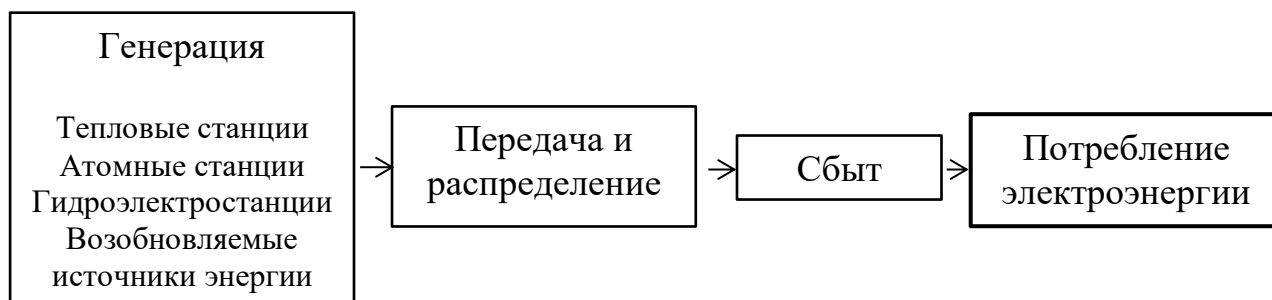 Генерация
Тепловые станции
Атомные станции
Гидроэлектростанции
Возобновляемые
источники энергии
Передача и
распределение
Сбыт
Потребление
электроэнергии